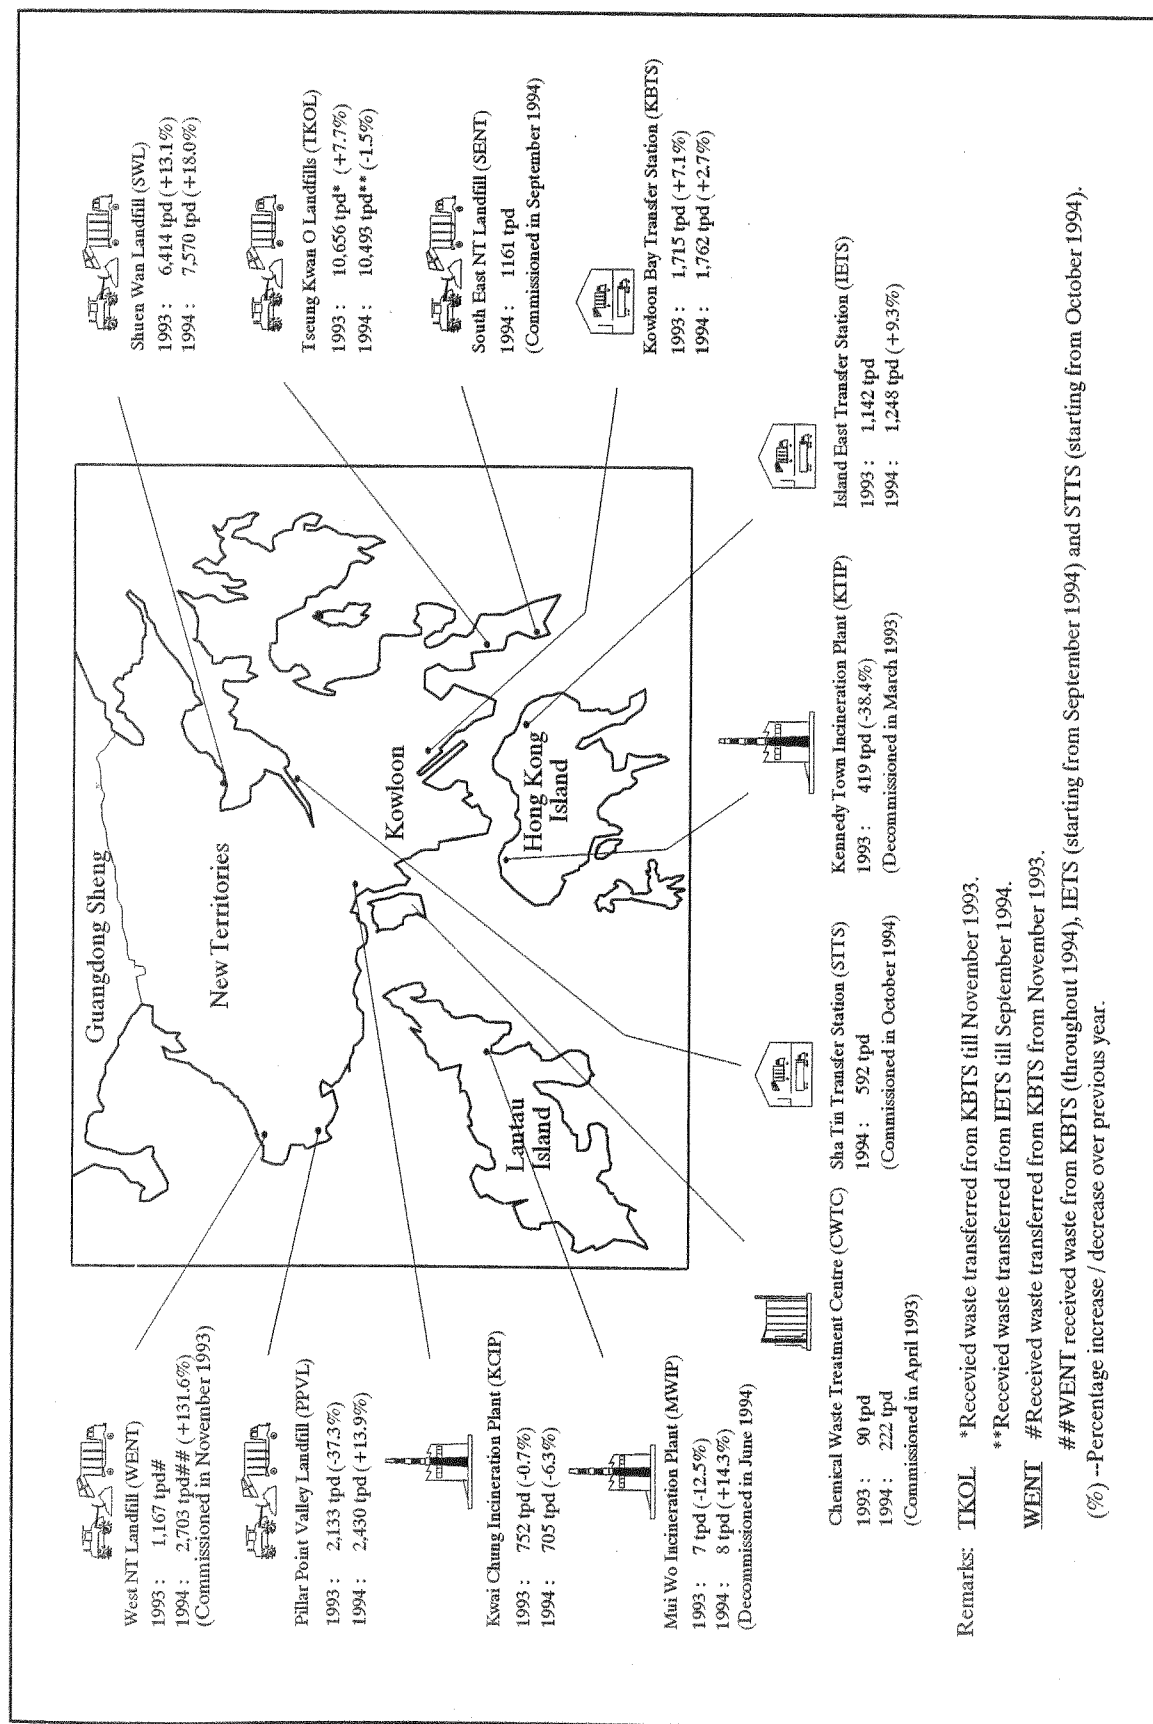 West NT Landfill (WENT)
1993 : 1,167 tpd#
1994 : 2,703 tpd## (+131.6%)
(Commissioned in November 1993)
Pillar Point Valley Landfill (PPVL)
1993 : 2,133 tpd (-37.3%)
1994 : 2,430 tpd (+13.9%)
Kwai Chung Incineration Plant (KCIP)
1993 : 752 tpd (-0.7%)
1994 : 705 tpd (-6.3%)
Mui Wo Incineration Plant (MWIP)
1993 : 7 tpd (-12.5%)
1994 : 8 tpd (+14.3%)
(Decommissioned in June 1994)
Guangdong Sheng
New Territories
Kowloon
Lantau
Island
Hong Kong
Island
Shuen Wan Landfill (SWL)
1993 : 6,414 tpd (+13.1%)
1994 : 7,570 tpd (+18.0%)
Tseung Kwan O Landfills (TKOL)
1993 : 10,656 tpd* (+7.7%)
1994 : 10,493 tpd** (-1.5%)
South East NT Landfill (SENT)
1994 : 1161 tpd
(Commissioned in September 1994)
Kowloon Bay Transfer Station (KBTS)
1993 : 1,715 tpd (+7.1%)
1994 : 1,762 tpd (+2.7%)
Chemical Waste Treatment Centre (CWTC)
1993 : 90 tpd
1994 : 222 tpd
(Commissioned in April 1993)
Sha Tin Transfer Station (STTS)
1994 : 592 tpd
(Commissioned in October 1994)
Kennedy Town Incineration Plant (KTIP)
1993 : 419 tpd (-38.4%)
(Decommissioned in March 1993)
Island East Transfer Station (IETS)
1993 : 1,142 tpd
1994 : 1,248 tpd (+9.3%)
Remarks: TKOL *Recevied waste transferred from KBTS till November 1993.
**Recevied waste transferred from IETS till September 1994.
WENT #Received waste transferred from KBTS from November 1993.
##WENT received waste from KBTS (throughout 1994), IETS (starting from September 1994) and STTS (starting from October 1994).
(%) --Percentage increase / decrease over previous year.